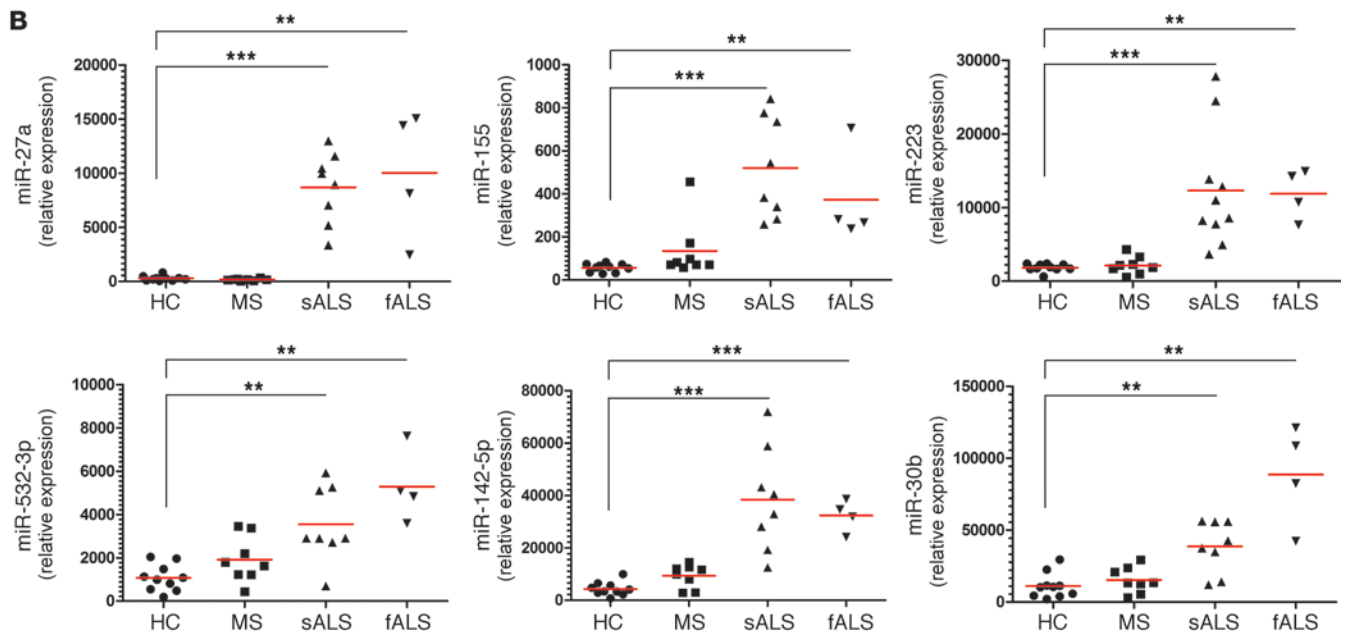 B
miR-27a
(relative expression)
** 
***
20000
15000
10000
5000
0
HC MS sALS fALS
miR-155
(relative expression)
**
***
1000
800
600
400
200
0
HC MS sALS fALS
miR-223
(relative expression)
**
***
30000
20000
10000
0
HC MS sALS fALS
miR-532-3p
(relative expression)
**
**
10000
8000
6000
4000
2000
0
HC MS sALS fALS
miR-142-5p
(relative expression)
***
***
80000
60000
40000
20000
0
HC MS sALS fALS
miR-30b
(relative expression)
**
**
150000
100000
50000
0
HC MS sALS fALS